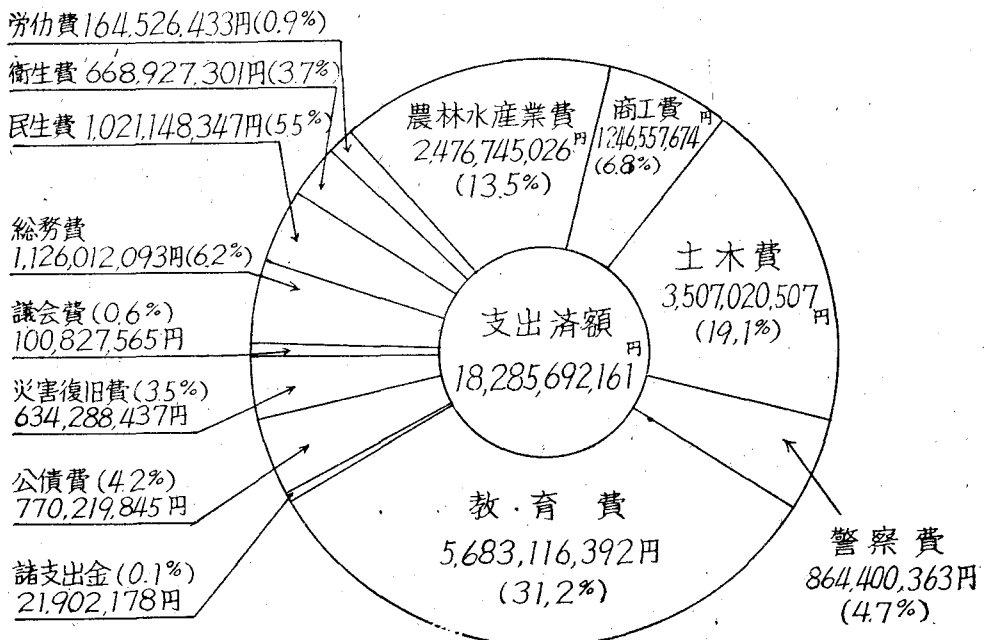 労仂費164,526,433円(0.9%)
衛生費668,927,301円(3.7%)
民生費1,021,148,347円(55%)
総務費
1,126,012,093円(6.2%)
議会費(0.6%)
100,827,565円
災害復旧費(3.5%)
634,288,437円
公債費(4.2%)
770,219,845円
諸支出金(0.1%)
21,902,178円
農林水産業費
2,476,745,026円
(13.5%)
商工費
1,246,557,674円
(6.8%)
土木費
3,507,020,507円
(19,1%)
支出済額
18,285,692,161円
教育費
5,683,116,392円
(31,2%)
警察費
864,400,363円
(4.7%)